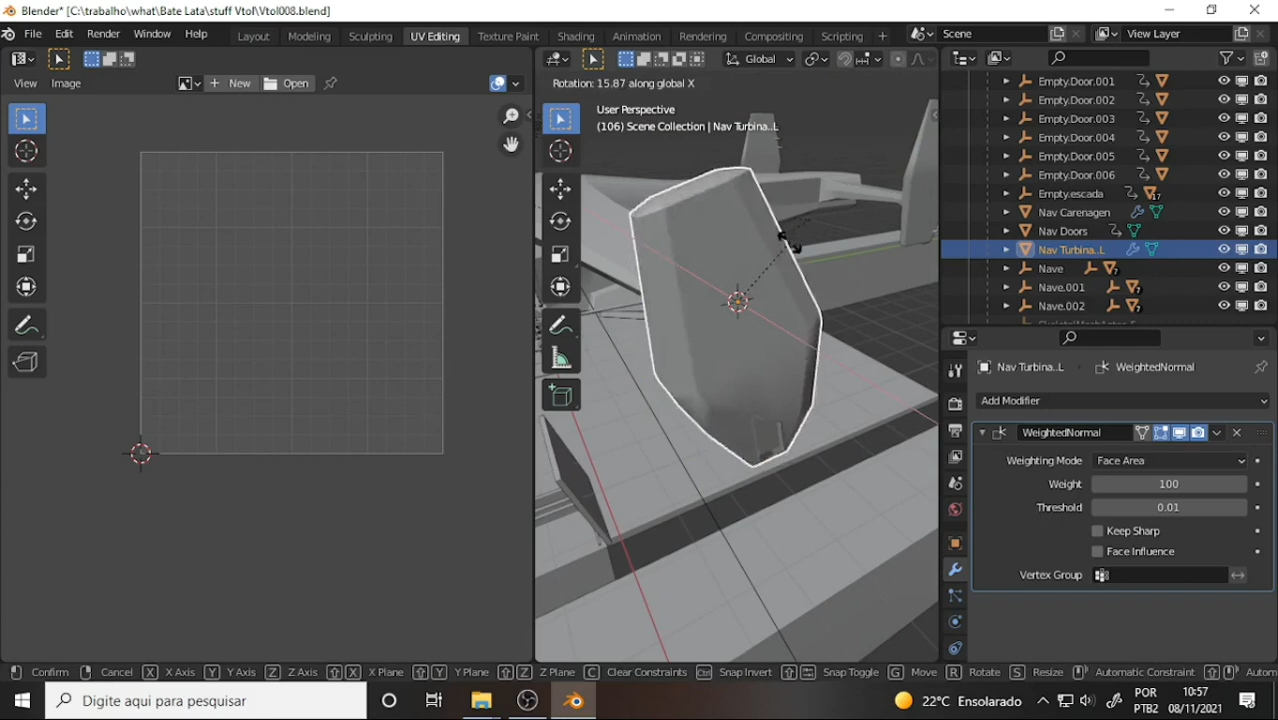 Blender* [C:\trabalho\what\Bate Lata\stuff Vtol\Vtol008.blend]
File Edit Render Window Help
Layout Modeling Sculpting UV Editing Texture Paint Shading Animation Rendering Compositing Scripting
Scene
View Layer
View Image
New Open
Global
Rotation: 15.87 along global X
User Perspective
(106) Scene Collection | Nav Turbina..L
Empty.Door.001
Empty.Door.002
Empty.Door.003
Empty.Door.004
Empty.Door.005
Empty.Door.006
Empty.escada 17
Nav Carenagen
Nav Doors
Nav Turbina..L
Nave 7
Nave.001 7
Nave.002 7
Nav Turbina..L WeightedNormal
Add Modifier
WeightedNormal
Weighting Mode Face Area
Weight 100
Threshold 0.01
Keep Sharp
Face Influence
Vertex Group
Confirm Cancel X X Axis Y Y Axis Z Z Axis X X Plane Y Y Plane Z Z Plane C Clear Constraints Ctrl Snap Invert Snap Toggle G Move R Rotate S Resize Automatic Constraint Autom
Digite aqui para pesquisar
22°C Ensolarado
POR
PTB2
10:57
08/11/2021